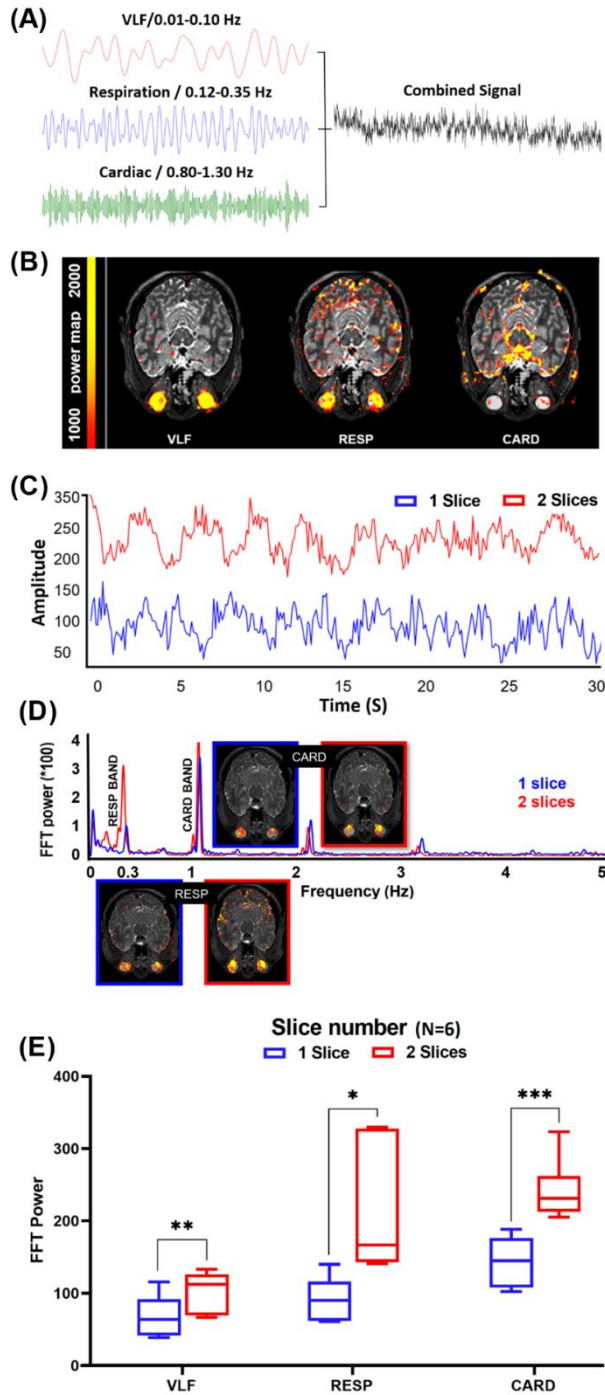 (A)
VLF/0.01-0.10 Hz
Respiration / 0.12-0.35 Hz
Cardiac / 0.80-1.30 Hz
Combined Signal
(B)
1000 power map 2000
VLF
RESP
CARD
(C)
1 Slice
2 Slices
Amplitude
350
250
200
150
100
50
0
5
10
15
20
25
30
Time (S)
(D)
FFT power (*100)
4
3
2
1
0
RESP BAND
CARD BAND
CARD
1 slice
2 slices
0
0.3
1
2
3
4
5
Frequency (Hz)
RESP
(E)
Slice number (N=6)
1 Slice
2 Slices
FFT Power
400
300
200
100
0
**
*
***
VLF
RESP
CARD